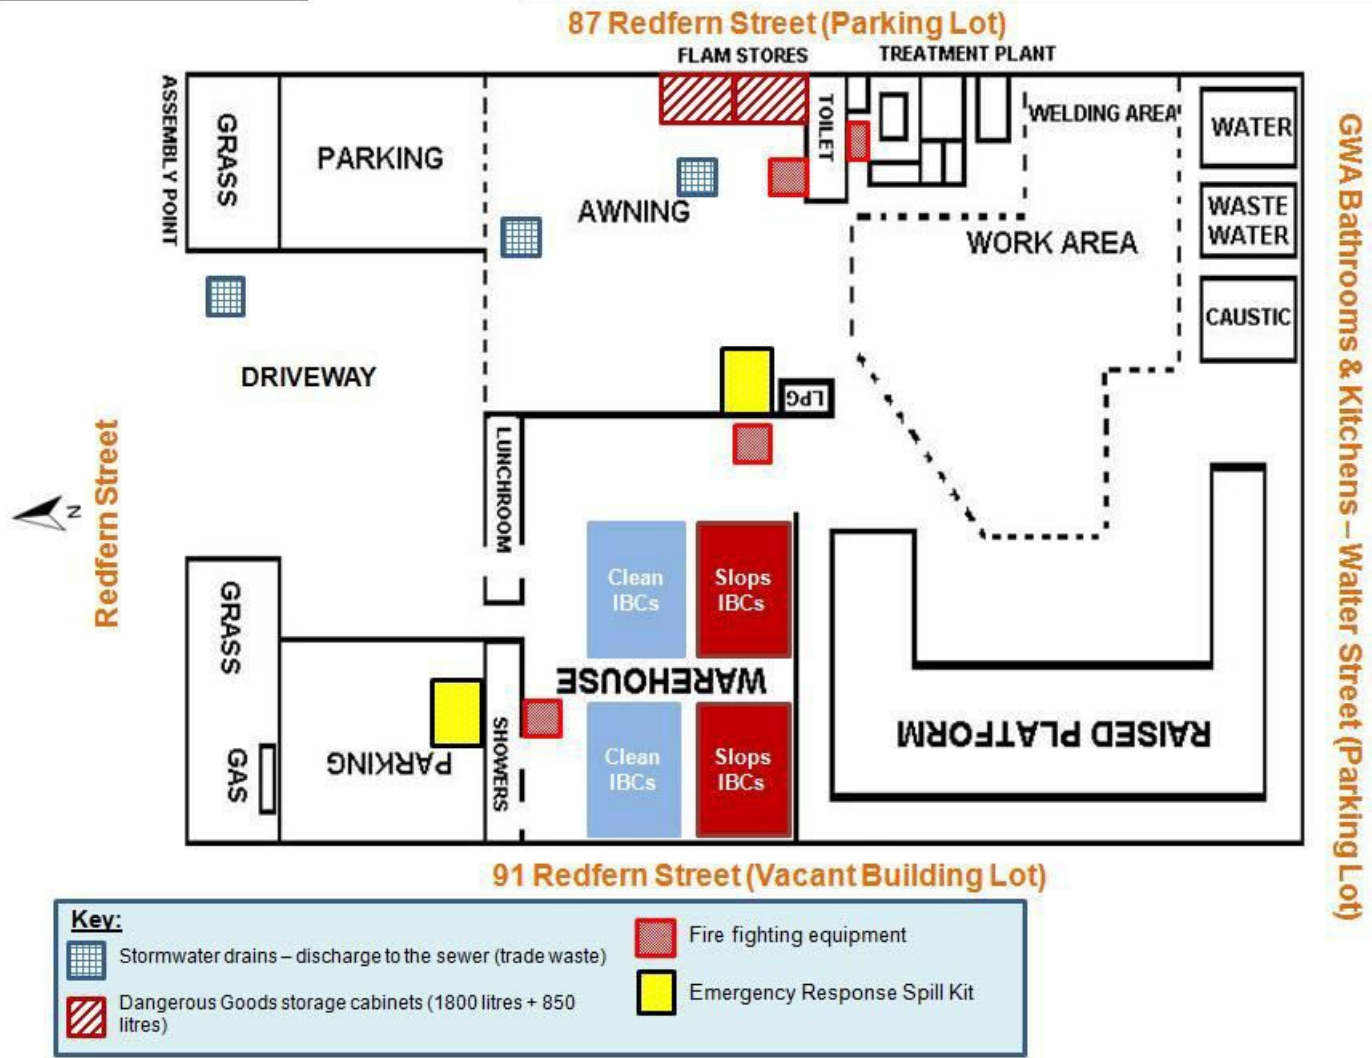 87 Redfern Street (Parking Lot)
FLAM STORES
TREATMENT PLANT
ASSEMBLY POINT
GRASS
PARKING
TOILET
WELDING AREA
WATER
AWNING
WASTE
WATER
WORK AREA
CAUSTIC
DRIVEWAY
LPG
GWA Bathrooms & Kitchens – Walter Street (Parking Lot)
Redfern Street
N
LUNCHROOM
Clean
IBCs
Slops
IBCs
GRASS
WAREHOUSE
SHOWERS
GAS
PARKING
Clean
IBCs
Slops
IBCs
RAISED PLATFORM
91 Redfern Street (Vacant Building Lot)
Key:
Stormwater drains – discharge to the sewer (trade waste)
Dangerous Goods storage cabinets (1800 litres + 850
litres)
Fire fighting equipment
Emergency Response Spill Kit